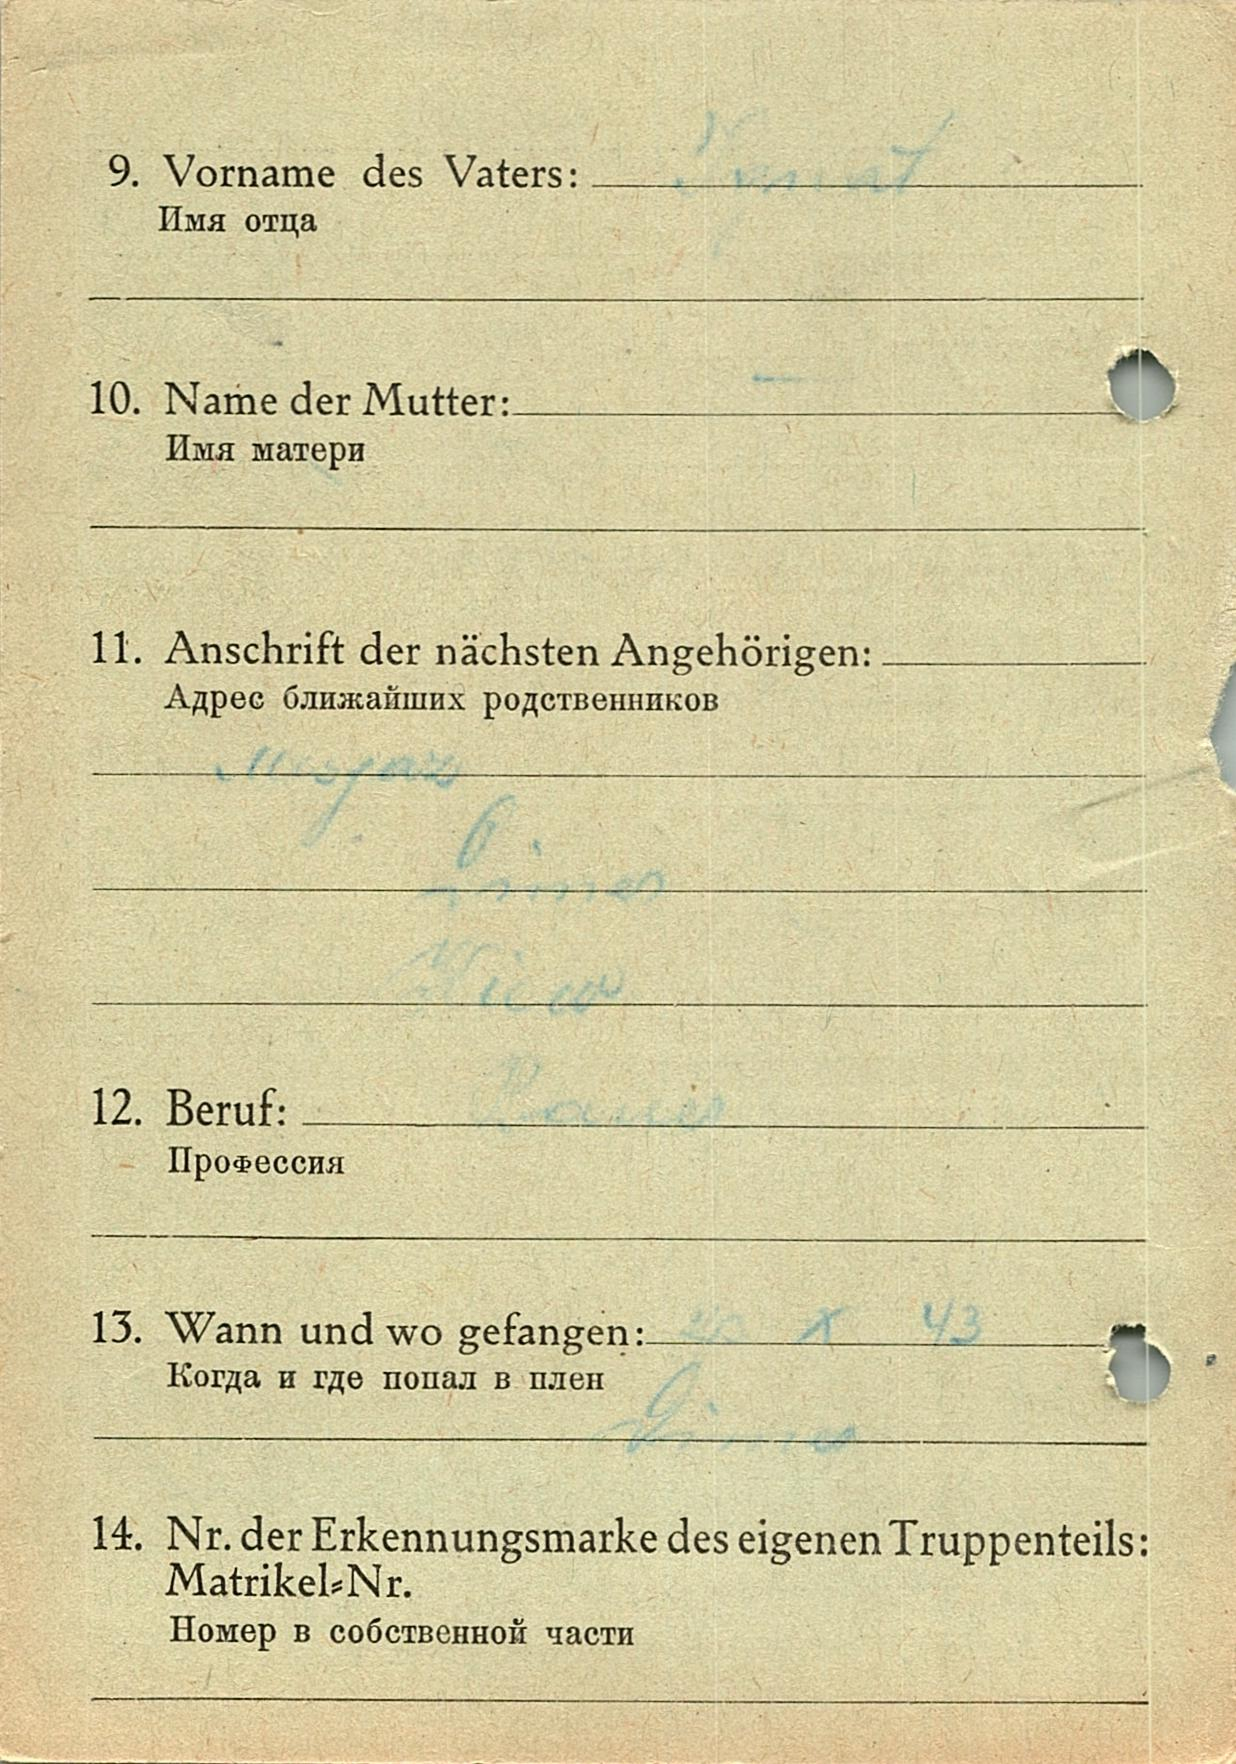 9. Vorname des Vaters:
Имя отца
10. Name der Mutter: —
Имя матери
11. Anschrift der nächsten Angehörigen:
Адрес ближайших родственников
12. Beruf:
Профессия
13. Wann und wo gefangen: X 43
Когда и где попал в плен
14. Nr. der Erkennungsmarke des eigenen Truppenteils:
Matrikel-Nr.
Номер в собственной части